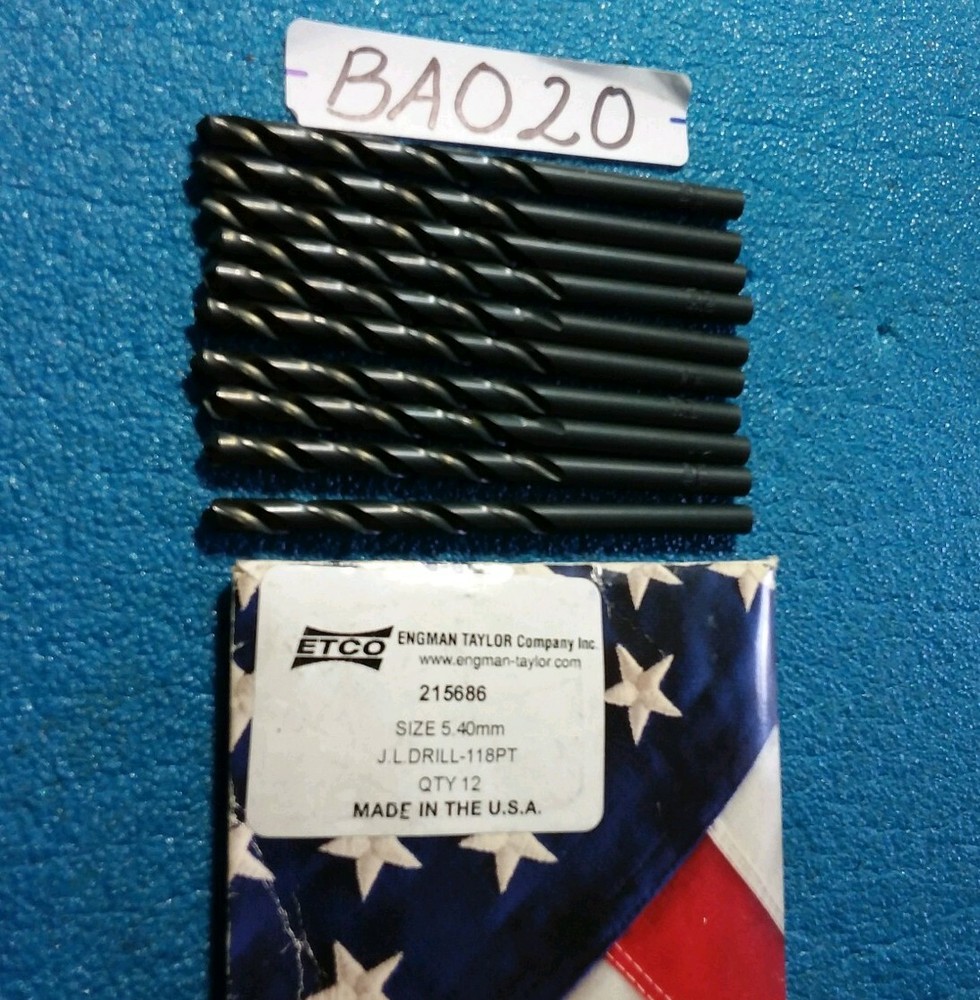 BA020
ETCO
ENGMAN TAYLOR Company Inc.
www.engman-taylor.com
215686
SIZE 5.40mm
J.L.DRILL-118PT
QTY 12
MADE IN THE U.S.A.